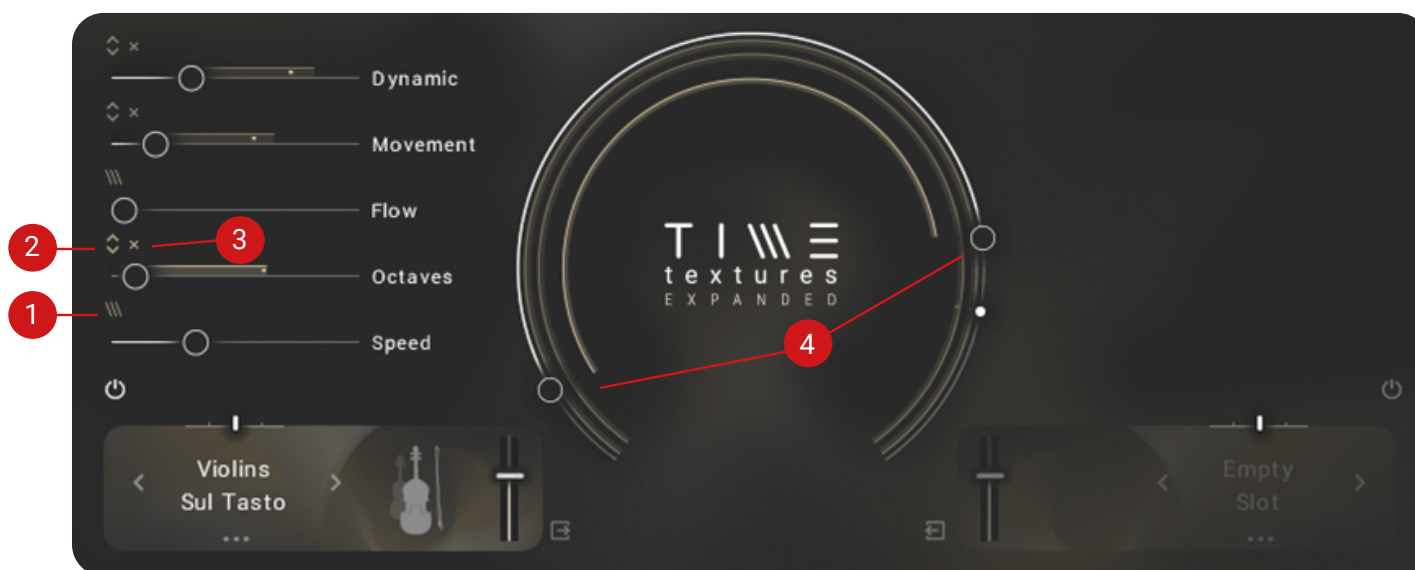 Dynamic
Movement
Flow
2
3
Octaves
1
Speed
TIME
textures
EXPANDED
4
Violins
Sul Tasto
Empty
Slot